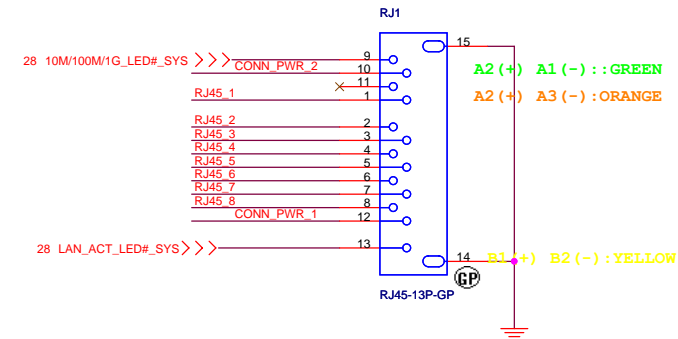 RJ1
15
28 10M/100M/1G_LED#_SYS
9
CONN_PWR_2
10
A2(+) A1(-)::GREEN
11
RJ45_1
1
A2(+) A3(-):ORANGE
RJ45_2
2
RJ45_3
3
RJ45_4
4
RJ45_5
5
RJ45_6
6
RJ45_7
7
RJ45_8
8
CONN_PWR_1
12
28 LAN_ACT_LED#_SYS
13
14
B1(+) B2(-):YELLOW
GP
RJ45-13P-GP